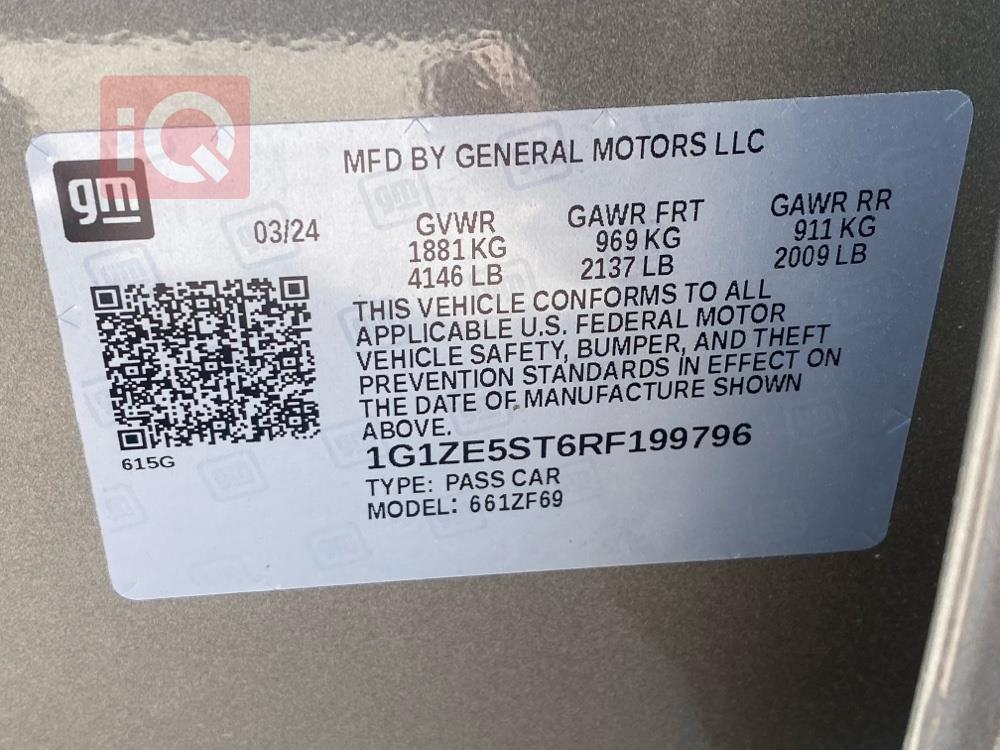 iQ
gm
MFD BY GENERAL MOTORS LLC
03/24
GVWR
1881 KG
4146 LB
GAWR FRT
969 KG
2137 LB
GAWR RR
911 KG
2009 LB
THIS VEHICLE CONFORMS TO ALL
APPLICABLE U.S. FEDERAL MOTOR
VEHICLE SAFETY, BUMPER, AND THEFT
PREVENTION STANDARDS IN EFFECT ON
THE DATE OF MANUFACTURE SHOWN
ABOVE.
615G
1G1ZE5ST6RF199796
TYPE: PASS CAR
MODEL: 661ZF69